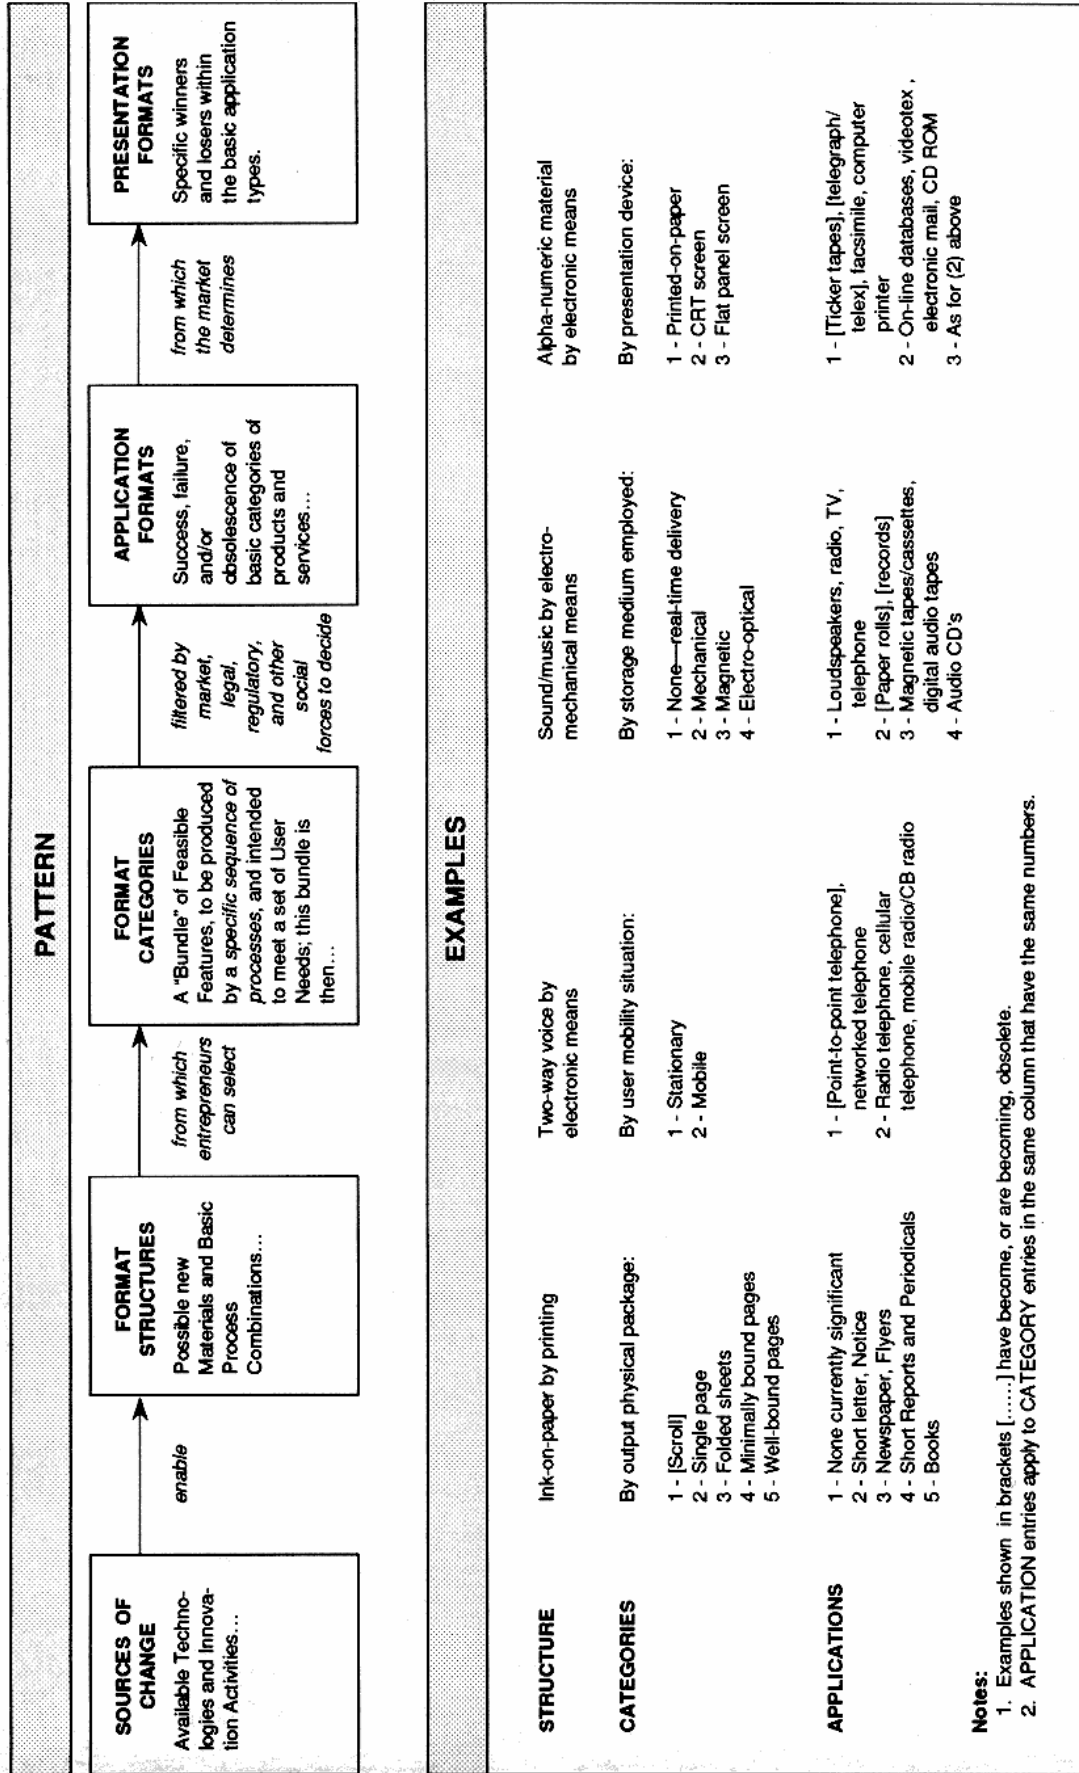 PATTERN
SOURCES OF
CHANGE
Available Techno-
logies and Innova-
tion Activities...
enable
FORMAT
STRUCTURES
Possible new
Materials and Basic
Process
Combinations...
from which
entrepreneurs
can select
FORMAT
CATEGORIES
A "Bundle" of Feasible
Features, to be produced
by a specific sequence of
processes, and intended
to meet a set of User
Needs; this bundle is
then...
filtered by
market,
legal,
regulatory,
and other
social
forces to decide
APPLICATION
FORMATS
Success, failure,
and/or
obsolescence of
basic categories of
products and
services...
from which
the market
determines
PRESENTATION
FORMATS
Specific winners
and losers within
the basic application
types.
EXAMPLES
STRUCTURE
Ink-on-paper by printing
Two-way voice by
electronic means
Sound/music by electro-
mechanical means
Alpha-numeric material
by electronic means
CATEGORIES
By output physical package:
1 - [Scroll]
2 - Single page
3 - Folded sheets
4 - Minimally bound pages
5 - Well-bound pages
By user mobility situation:
1 - Stationary
2 - Mobile
By storage medium employed:
1 - None—real-time delivery
2 - Mechanical
3 - Magnetic
4 - Electro-optical
By presentation device:
1 - Printed-on-paper
2 - CRT screen
3 - Flat panel screen
APPLICATIONS
1 - None currently significant
2 - Short letter, Notice
3 - Newspaper, Flyers
4 - Short Reports and Periodicals
5 - Books
1 - [Point-to-point telephone],
networked telephone
2 - Radio telephone, cellular
telephone, mobile radio/CB radio
1 - Loudspeakers, radio, TV,
telephone
2 - [Paper rolls], [records]
3 - Magnetic tapes/cassettes,
digital audio tapes
4 - Audio CD's
1 - [Ticker tapes], [telegraph/
telex], facsimile, computer
printer
2 - On-line databases, videotex ,
electronic mail, CD ROM
3 - As for (2) above
Notes:
1. Examples shown in brackets [......] have become, or are becoming, obsolete.
2. APPLICATION entries apply to CATEGORY entries in the same column that have the same numbers.